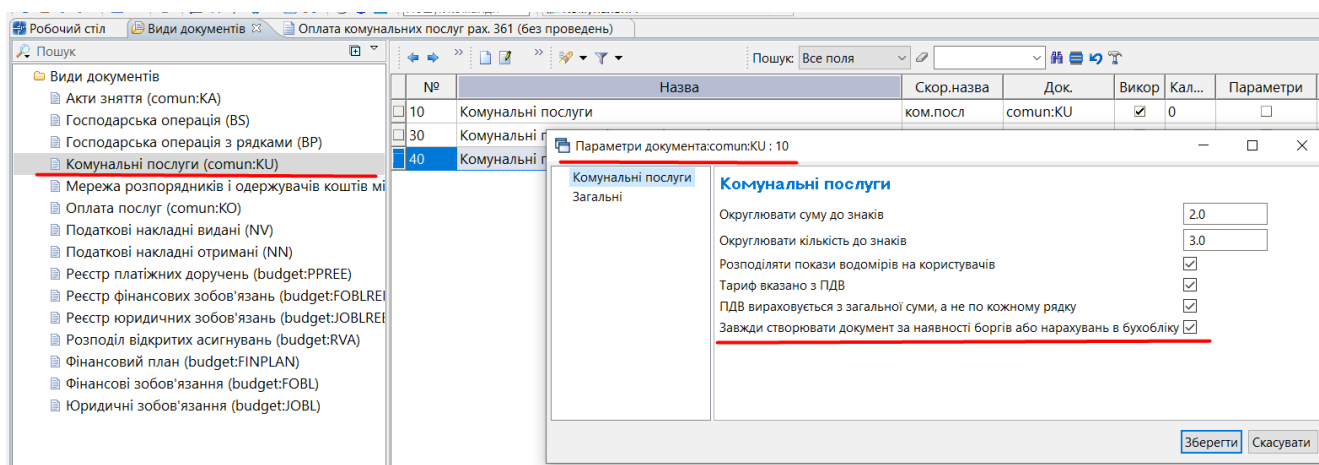 Робочий стіл Види документів Оплата комунальних послуг рах. 361 (без проведень)
Пошук
Види документів
Акти зняття (comun:KA)
Господарська операція (BS)
Господарська операція з рядками (BP)
Комунальні послуги (comun:KU)
Мережа розпорядників і одержувачів коштів мі
Оплата послуг (comun:KO)
Податкові накладні видані (NV)
Податкові накладні отримані (NN)
Реєстр платіжних доручень (budget:PPREE)
Реєстр фінансових зобов'язань (budget:FOBLREI
Реєстр юридичних зобов'язань (budget:JOBLREE
Розподіл відкритих асигнувань (budget:RVA)
Фінансовий план (budget:FINPLAN)
Фінансові зобов'язання (budget:FOBL)
Юридичні зобов'язання (budget:JOBL)
Пошук: Все поля
№ Назва Скор.назва Док. Викор Кал... Параметри
10 Комунальні послуги ком.посл comun:KU 0
30 Комунальні
40 Комунальні
Параметри документа:comun:KU : 10
Комунальні послуги
Загальні
Комунальні послуги
Округлювати суму до знаків 2.0
Округлювати кількість до знаків 3.0
Розподіляти покази водомірів на користувачів
Тариф вказано з ПДВ
ПДВ вираховується з загальної суми, а не по кожному рядку
Завжди створювати документ за наявності боргів або нарахувань в бухобліку
Зберегти Скасувати